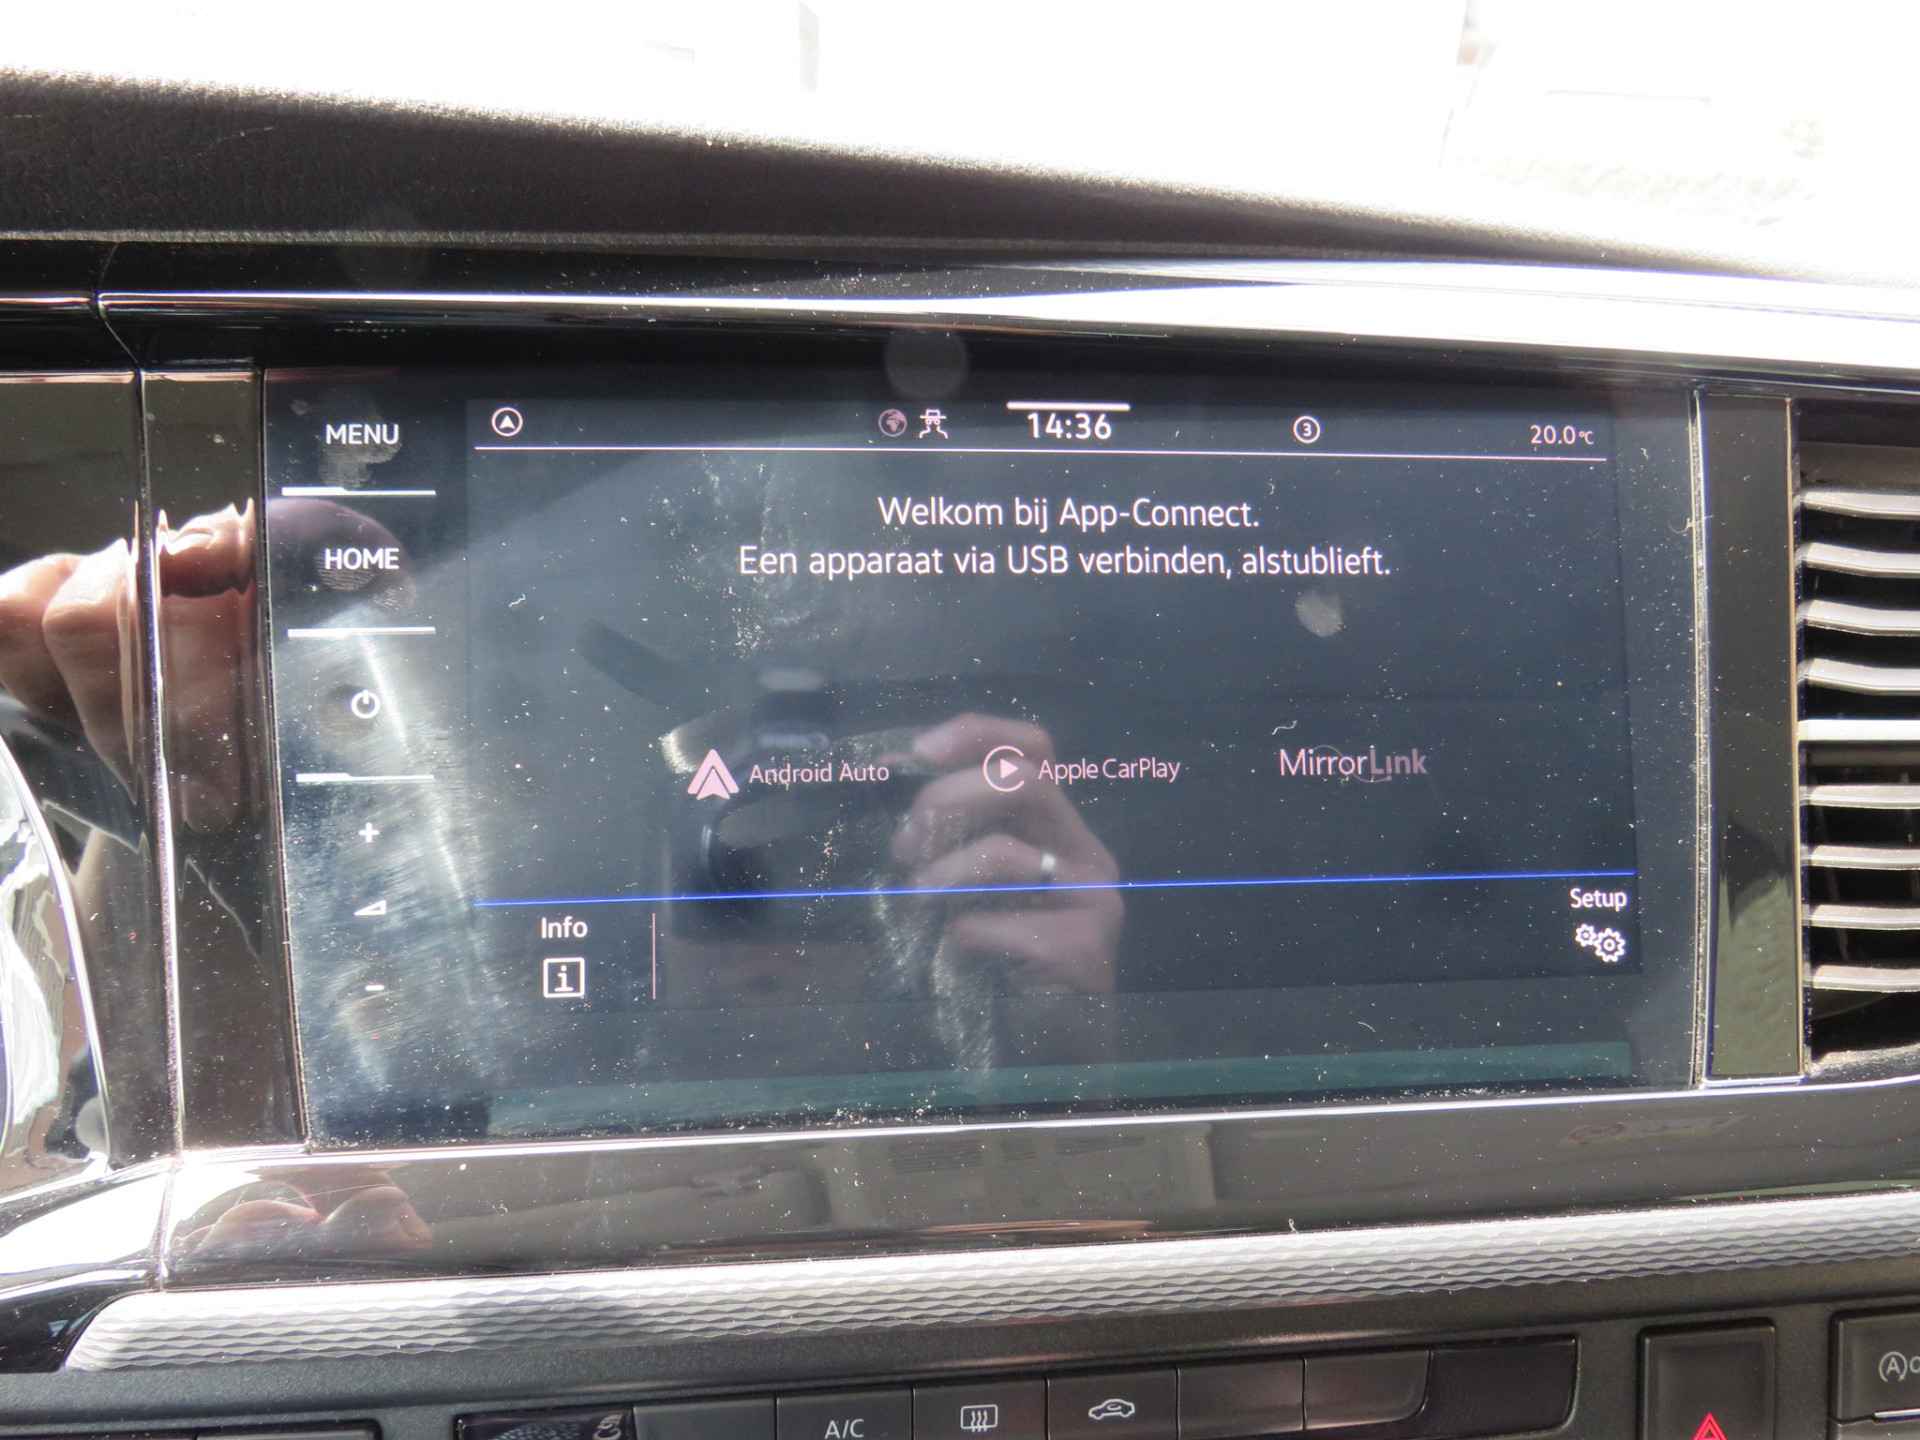 MENU
14:36
3
20.0°C
Welkom bij App-Connect.
Een apparaat via USB verbinden, alstublieft.
HOME
Android Auto
Apple CarPlay
MirrorLink
+
-
Info
i
Setup
A/C
A